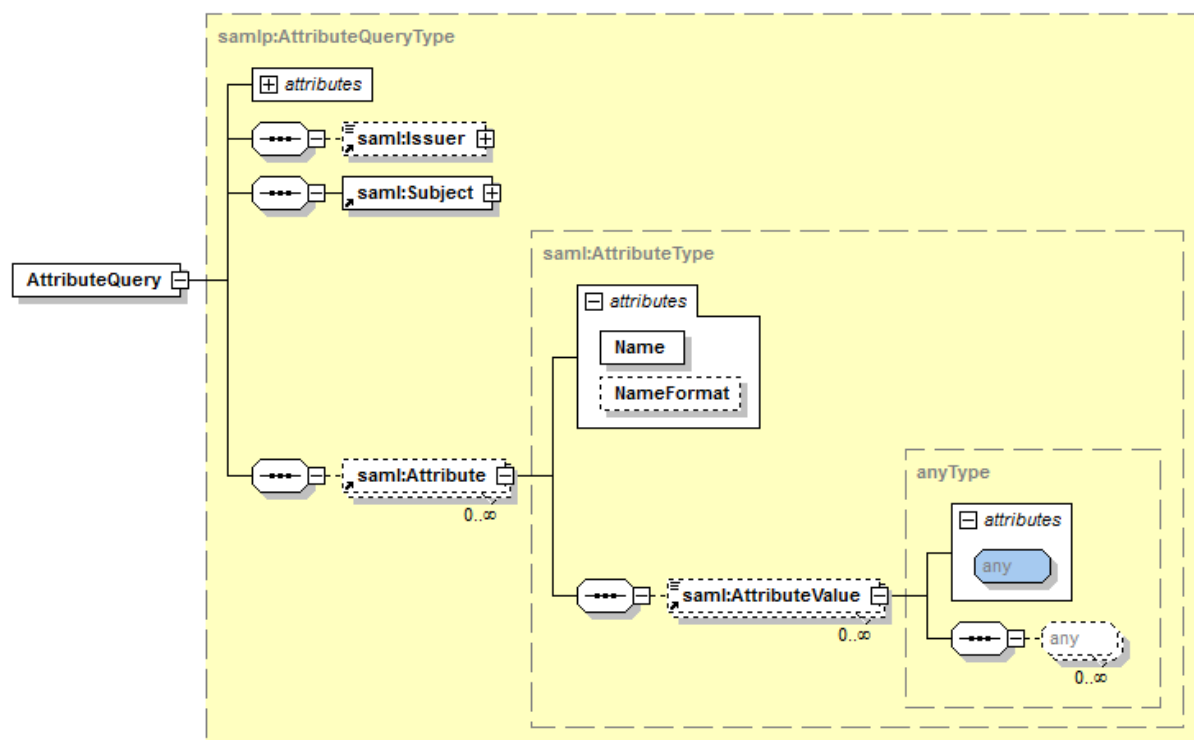 samlp:AttributeQueryType
attributes
saml:Issuer
saml:Subject
AttributeQuery
saml:AttributeType
attributes
Name
NameFormat
saml:Attribute
0..∞
anyType
attributes
any
saml:AttributeValue
0..∞
any
0..∞